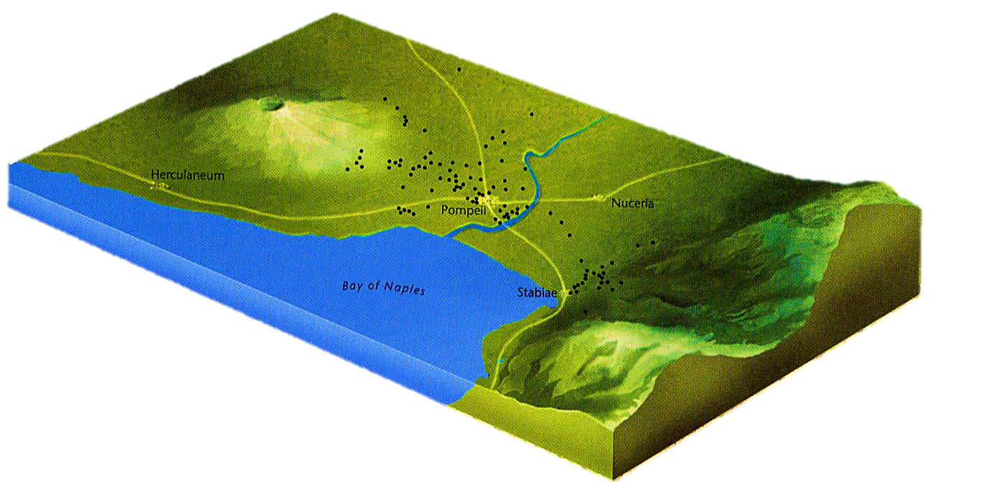 Herculaneum
Pompeii
Nuceria
Bay of Naples
Stabiae